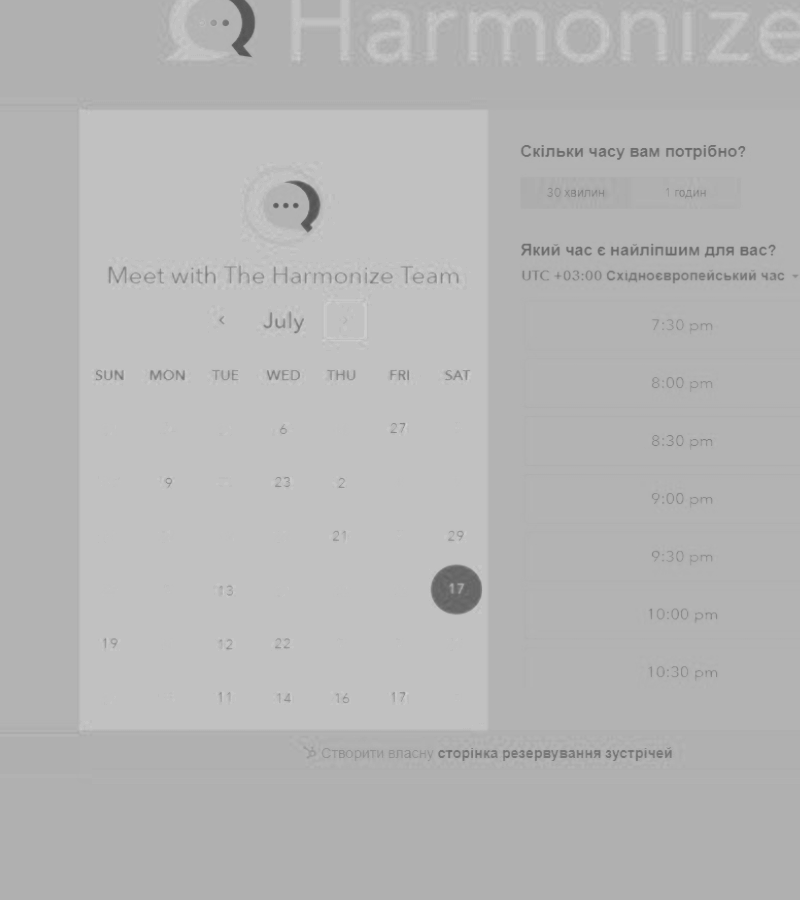 Harmonize
Meet with The Harmonize Team
July
SUN MON TUE WED THU FRI SAT
6 27
9 23 2
21 29
13 17
19 12 22
11 14 16 17
Скільки часу вам потрібно?
30 хвилин 1 годин
Який час є найліпшим для вас?
UTC +03:00 Східноєвропейський час
7:30 pm
8:00 pm
8:30 pm
9:00 pm
9:30 pm
10:00 pm
10:30 pm
Створити власну сторінка резервування зустрічей